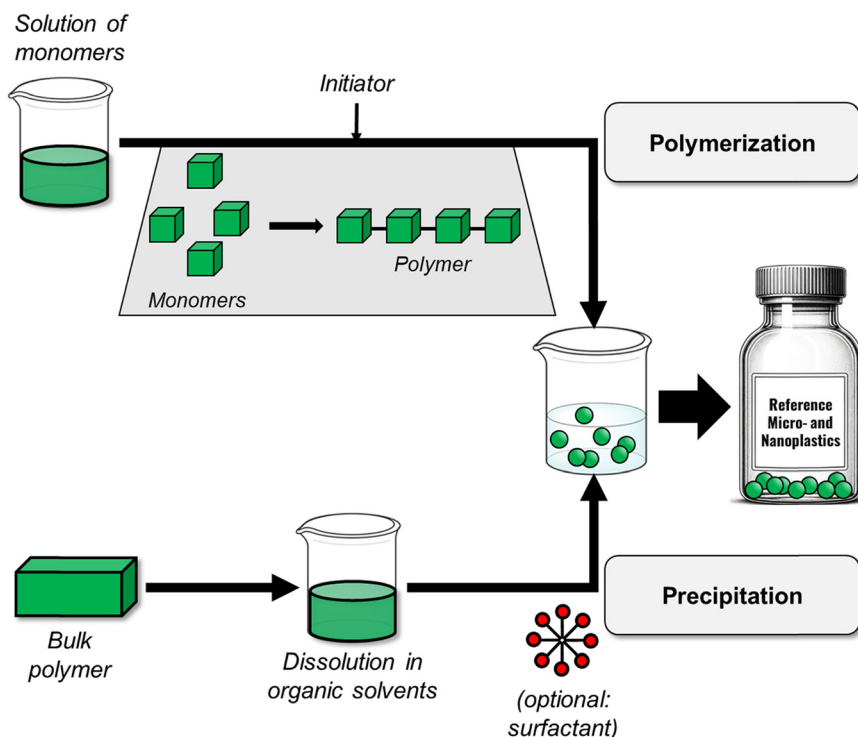 Solution of
monomers
Initiator
Polymerization
Monomers
Polymer
Reference
Micro- and
Nanoplastics
Bulk
polymer
Dissolution in
organic solvents
(optional:
surfactant)
Precipitation